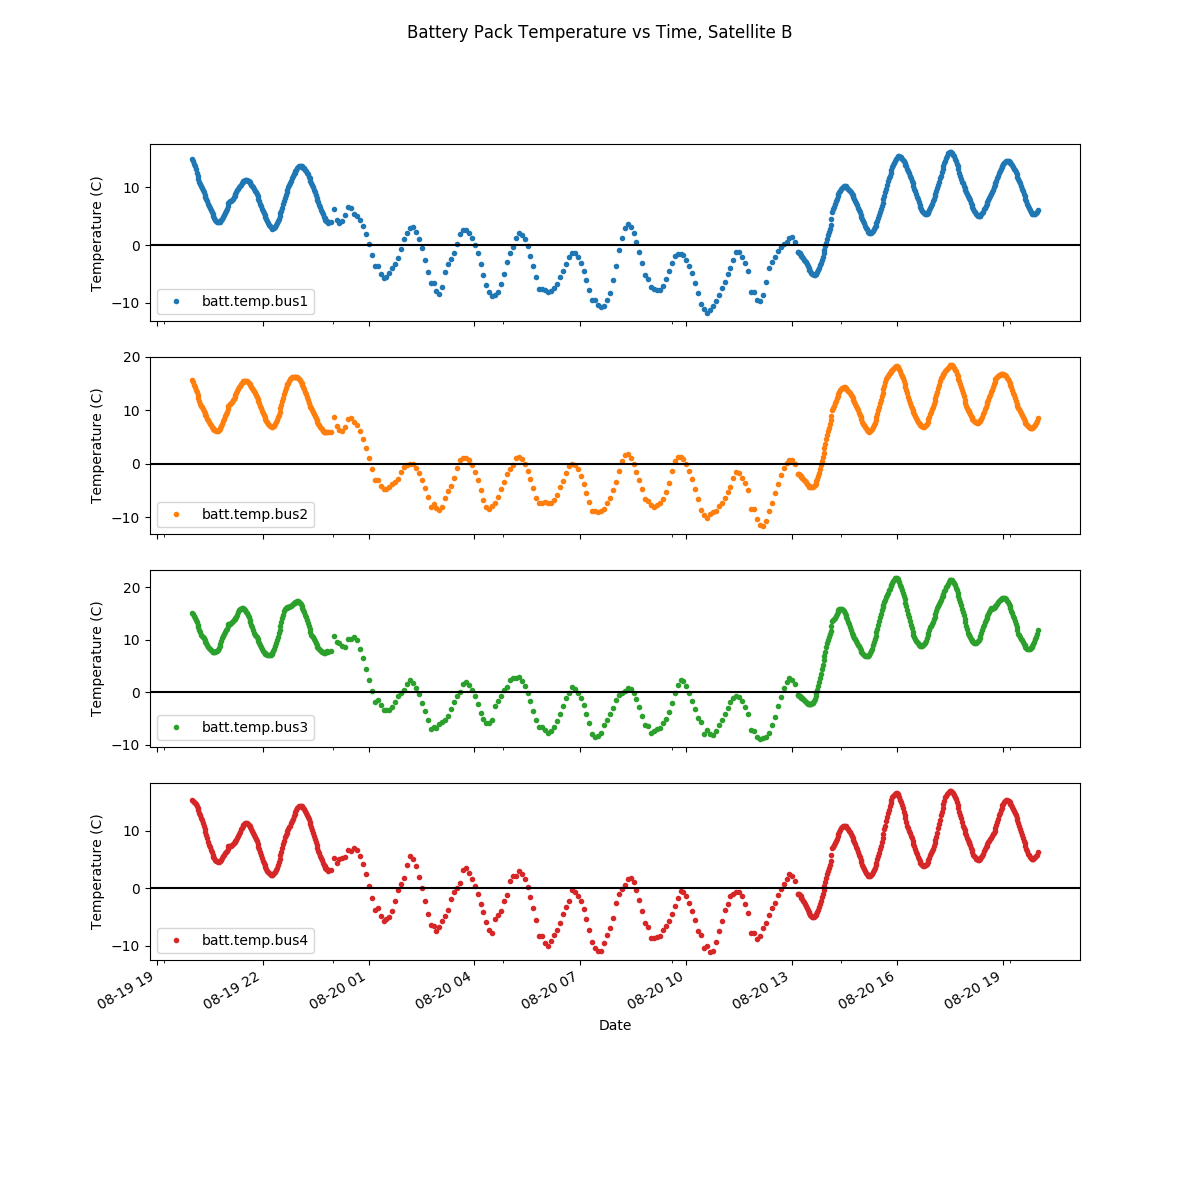 Battery Pack Temperature vs Time, Satellite B
10
0
−10
Temperature (C)
batt.temp.bus1
20
10
0
−10
Temperature (C)
batt.temp.bus2
20
10
0
−10
Temperature (C)
batt.temp.bus3
10
0
−10
Temperature (C)
batt.temp.bus4
08-19 19 08-19 22 08-20 01 08-20 04 08-20 07 08-20 10 08-20 13 08-20 16 08-20 19
Date